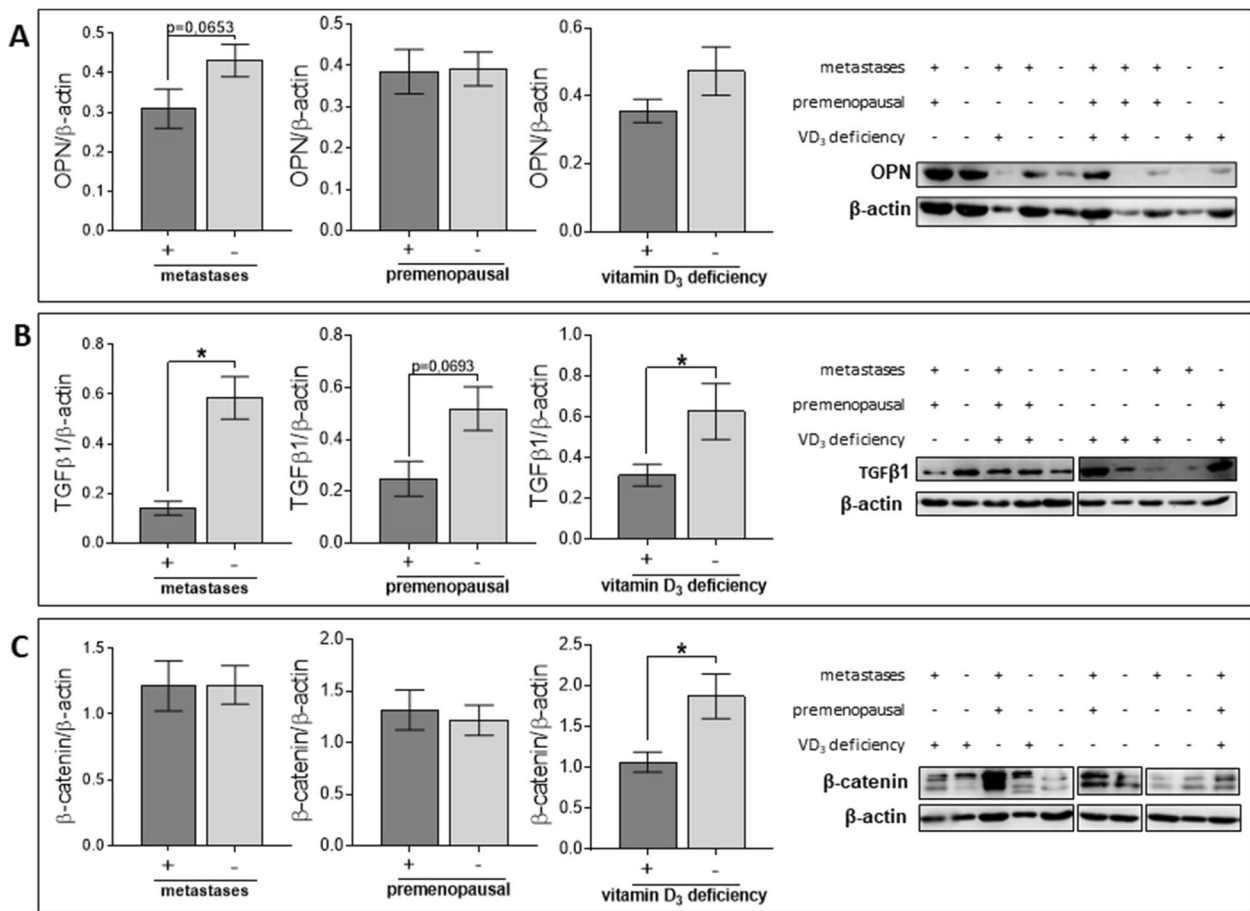 A
OPN/β-actin
0.5
0.4
0.3
0.2
0.1
0.0
p=0,0653
+ -
metastases
OPN/β-actin
0.5
0.4
0.3
0.2
0.1
0.0
+ -
premenopausal
OPN/β-actin
0.6
0.4
0.2
0.0
+ -
vitamin D₃ deficiency
metastases + - + + - + + + - -
premenopausal + - - - - + + + - -
VD₃ deficiency - - + - - + + - + +
OPN
β-actin
B
TGFβ1/β-actin
0.8
0.6
0.4
0.2
0.0
*
+ -
metastases
TGFβ1/β-actin
0.8
0.6
0.4
0.2
0.0
p=0,0693
+ -
premenopausal
TGFβ1/β-actin
1.0
0.8
0.6
0.4
0.2
0.0
*
+ -
vitamin D₃ deficiency
metastases + - + - - - - + + -
premenopausal + - + + - - - - - +
VD₃ deficiency - - + + - + + + - +
TGFβ1
β-actin
C
β-catenin/β-actin
1.5
1.0
0.5
0.0
+ -
metastases
β-catenin/β-actin
2.0
1.5
1.0
0.5
0.0
+ -
premenopausal
β-catenin/β-actin
2.5
2.0
1.5
1.0
0.5
0.0
*
+ -
vitamin D₃ deficiency
metastases + - + - - + - + - +
premenopausal - - + - - + - - - +
VD₃ deficiency + + - + - - - - - +
β-catenin
β-actin